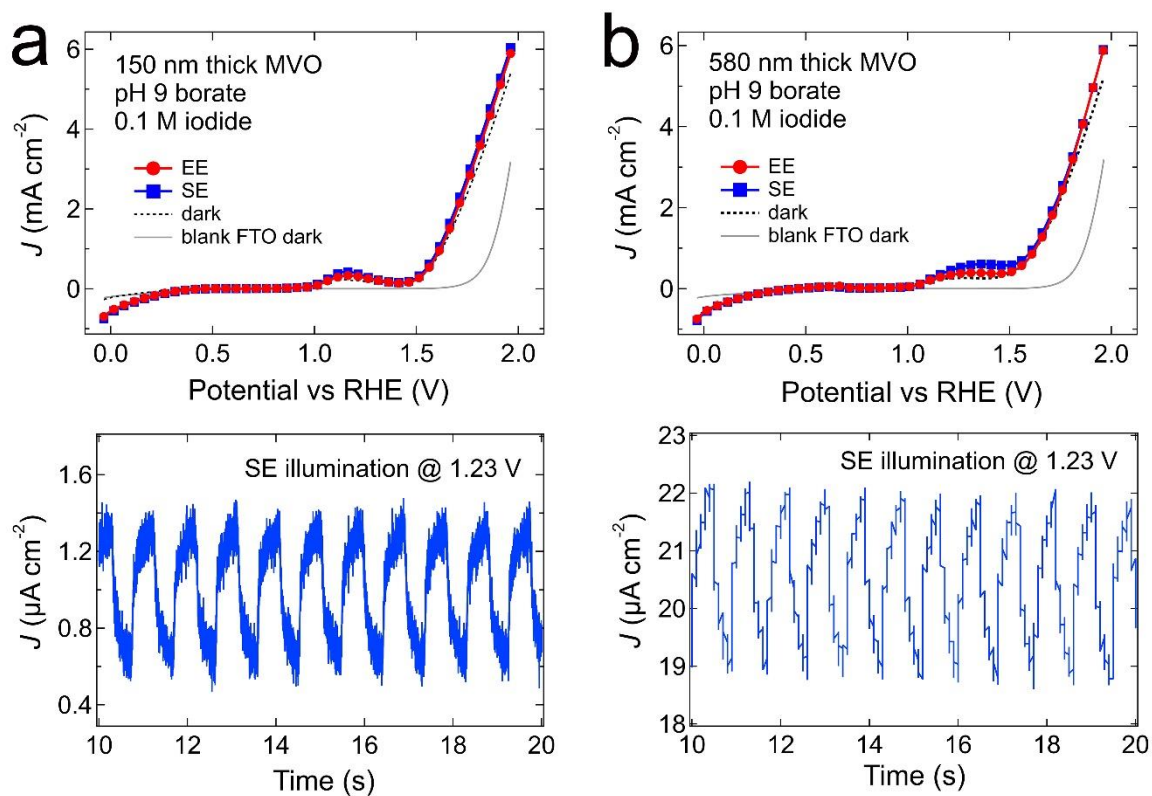 a
150 nm thick MVO
pH 9 borate
0.1 M iodide
EE
SE
dark
blank FTO dark
J (mA cm-2)
6
4
2
0
0.0 0.5 1.0 1.5 2.0
Potential vs RHE (V)
b
580 nm thick MVO
pH 9 borate
0.1 M iodide
EE
SE
dark
blank FTO dark
J (mA cm-2)
6
4
2
0
0.0 0.5 1.0 1.5 2.0
Potential vs RHE (V)
SE illumination @ 1.23 V
J (µA cm-2)
1.6
1.2
0.8
0.4
10 12 14 16 18 20
Time (s)
SE illumination @ 1.23 V
J (µA cm-2)
23
22
21
20
19
18
10 12 14 16 18 20
Time (s)